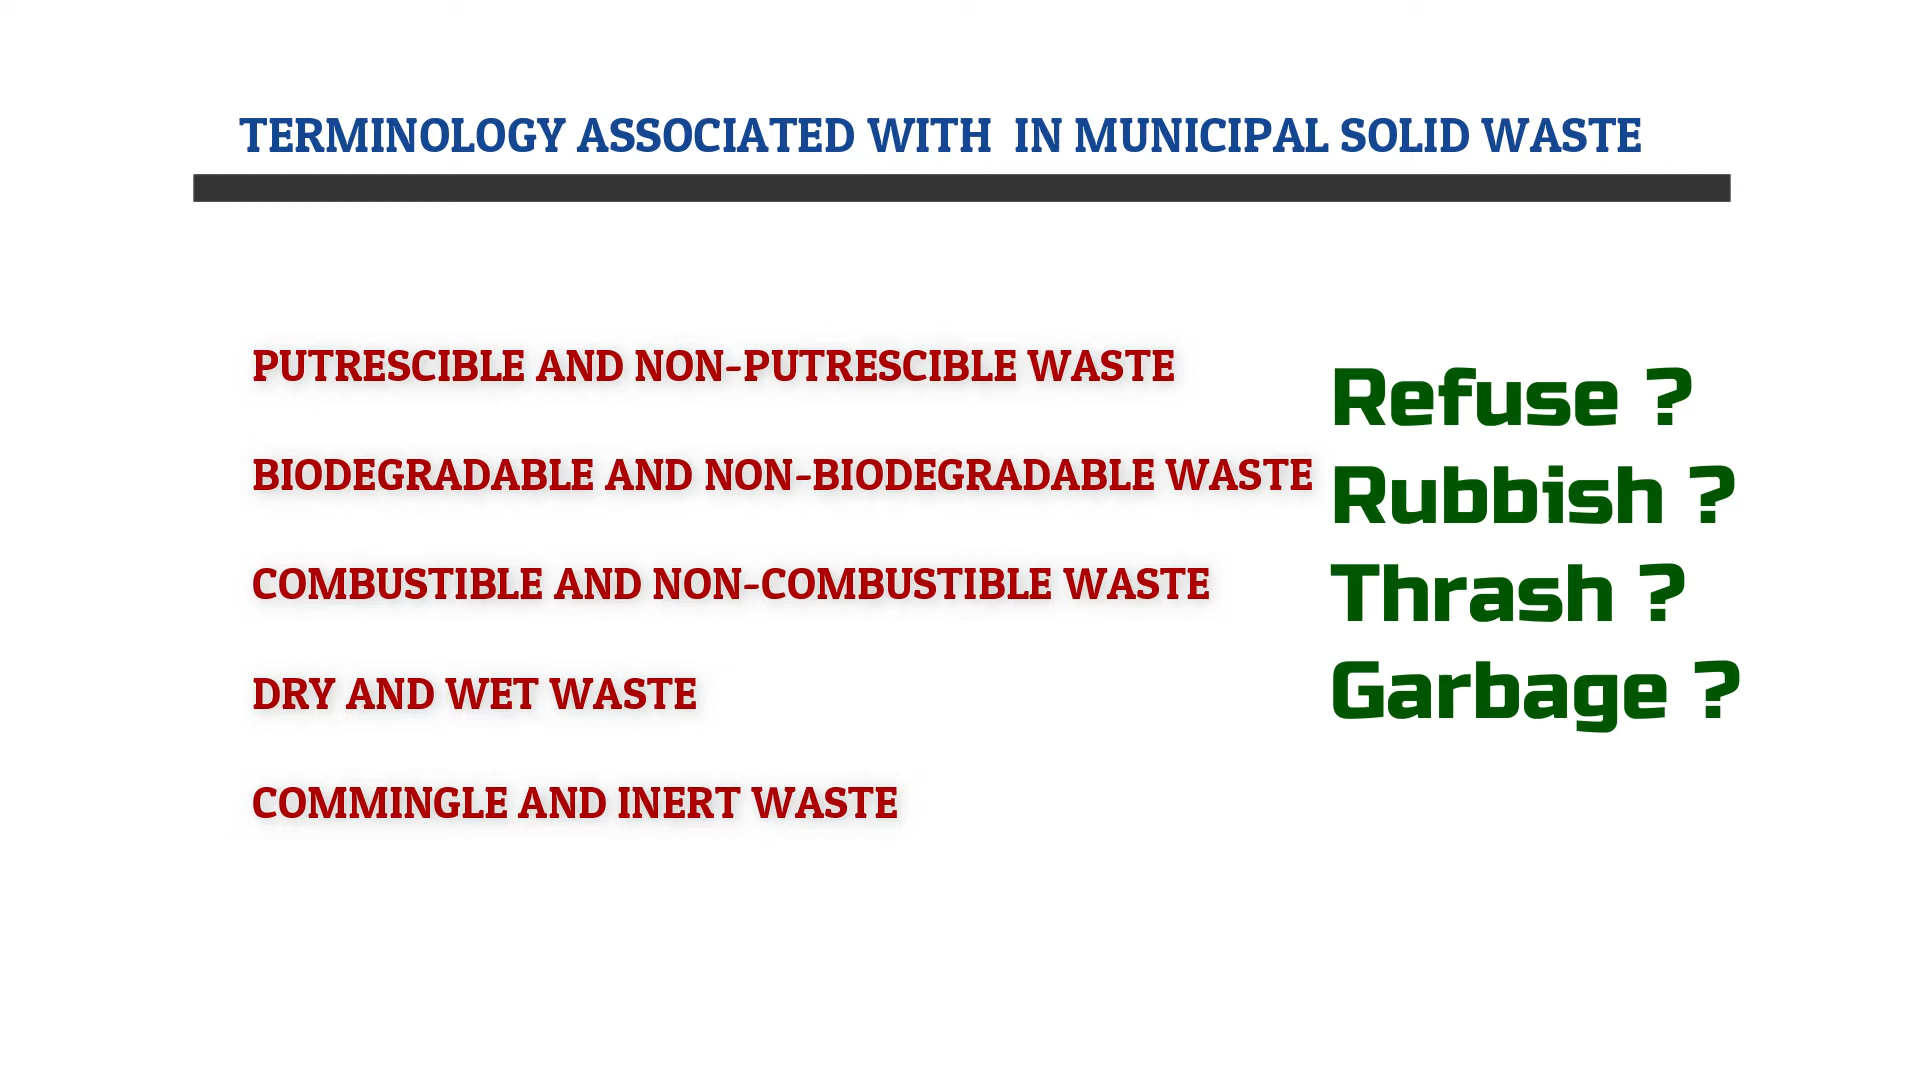 TERMINOLOGY ASSOCIATED WITH IN MUNICIPAL SOLID WASTE
PUTRESCIBLE AND NON-PUTRESCIBLE WASTE
BIODEGRADABLE AND NON-BIODEGRADABLE WASTE
COMBUSTIBLE AND NON-COMBUSTIBLE WASTE
DRY AND WET WASTE
COMMINGLE AND INERT WASTE
Refuse ?
Rubbish ?
Thrash ?
Garbage ?